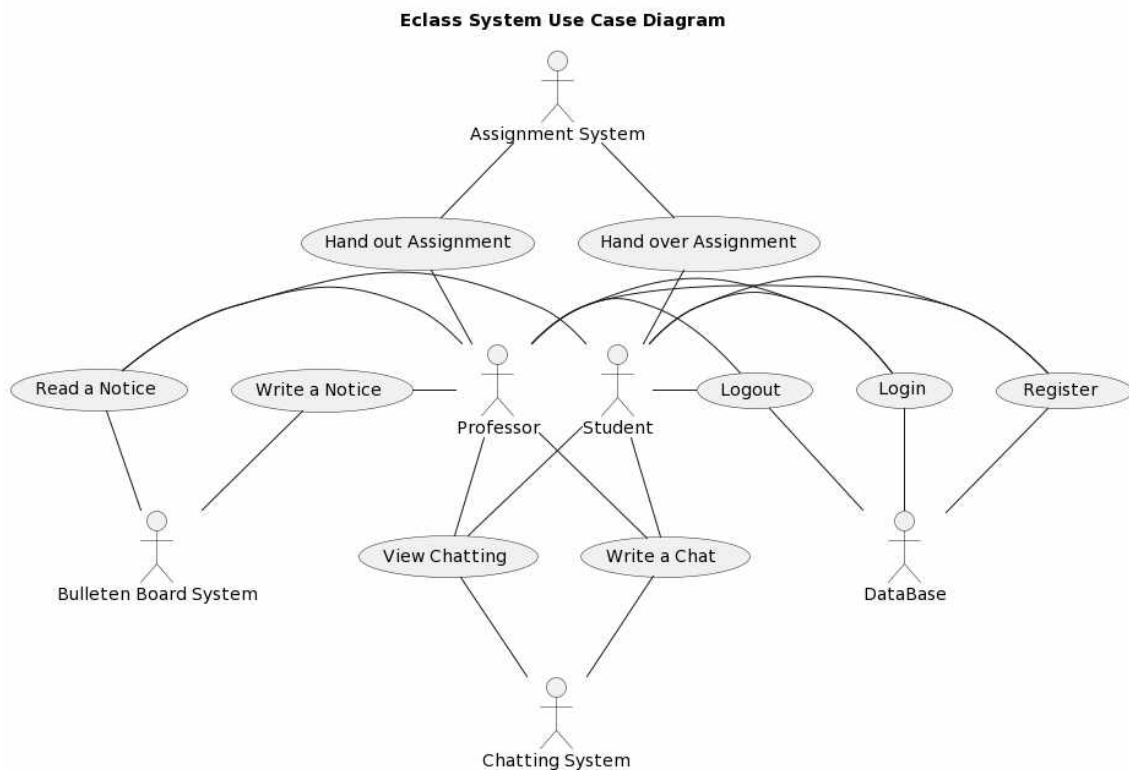 Eclass System Use Case Diagram
Assignment System
Hand out Assignment
Hand over Assignment
Read a Notice
Write a Notice
Logout
Login
Register
Professor
Student
View Chatting
Write a Chat
Bulleten Board System
DataBase
Chatting System